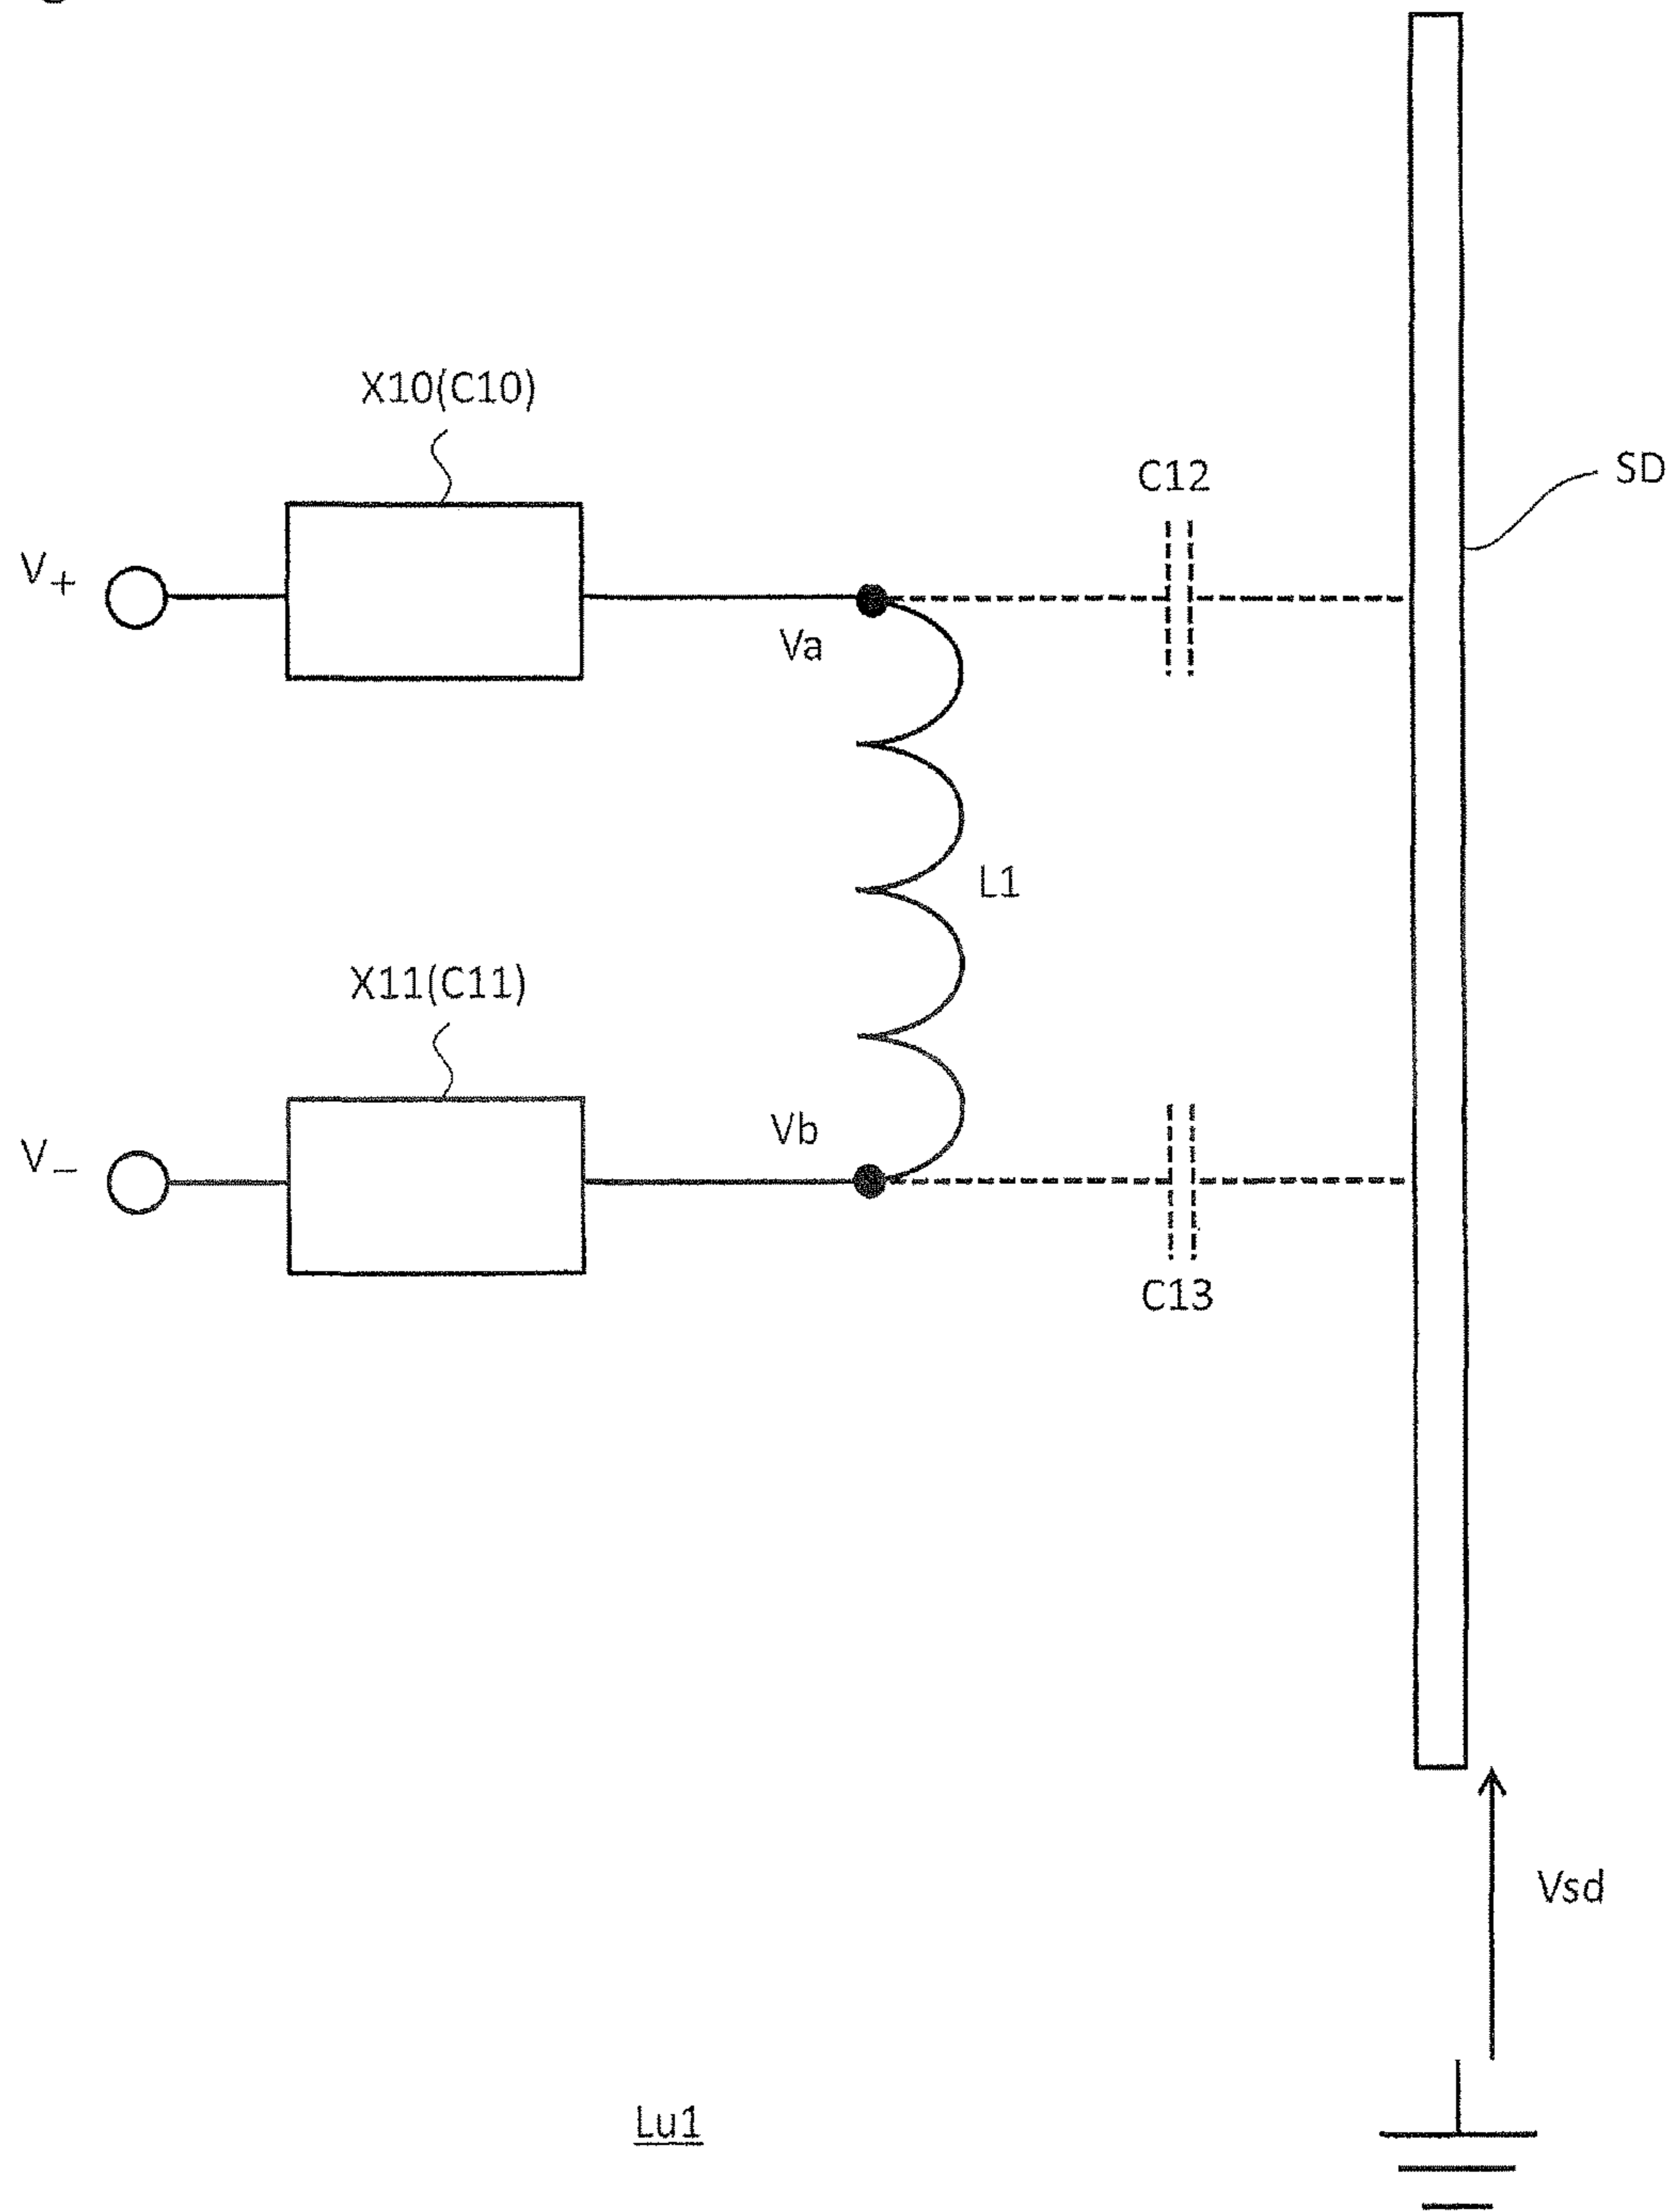 X10(C10)
C12
SD
V+
Va
L1
X11(C11)
Vb
V−
C13
Vsd
Lu1